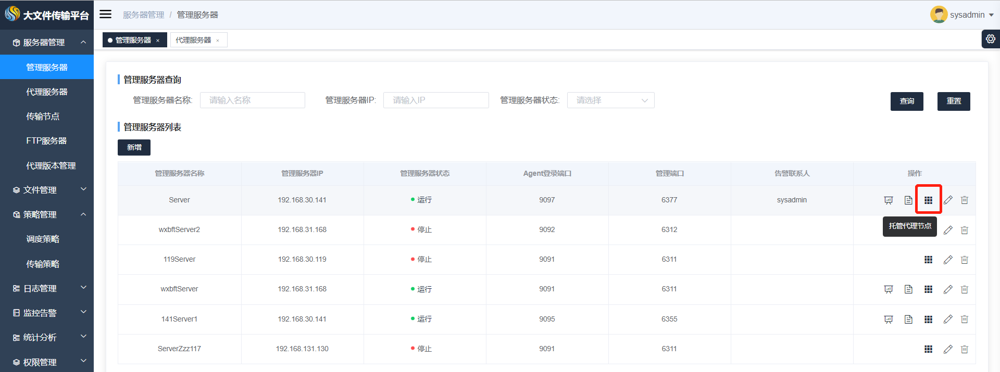 大文件传输平台
服务器管理 / 管理服务器
sysadmin
服务器管理
管理服务器
代理服务器
传输节点
FTP服务器
代理版本管理
文件管理
策略管理
调度策略
传输策略
日志管理
监控告警
统计分析
权限管理
管理服务器 ×
代理服务器 ×
管理服务器查询
管理服务器名称: 请输入名称 管理服务器IP: 请输入IP 管理服务器状态: 请选择 查询 重置
管理服务器列表
新增
管理服务器名称 管理服务器IP 管理服务器状态 Agent登录端口 管理端口 告警联系人 操作
Server 192.168.30.141 运行 9097 6377 sysadmin
wxbftServer2 192.168.31.168 停止 9092 6312
托管代理节点
119Server 192.168.30.119 停止 9091 6311
wxbftServer 192.168.31.168 运行 9091 6311
141Server1 192.168.30.141 运行 9095 6355
ServerZzz117 192.168.131.130 停止 9091 6311